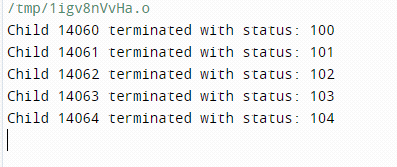 /tmp/1igv8nVvHa.o
Child 14060 terminated with status: 100
Child 14061 terminated with status: 101
Child 14062 terminated with status: 102
Child 14063 terminated with status: 103
Child 14064 terminated with status: 104